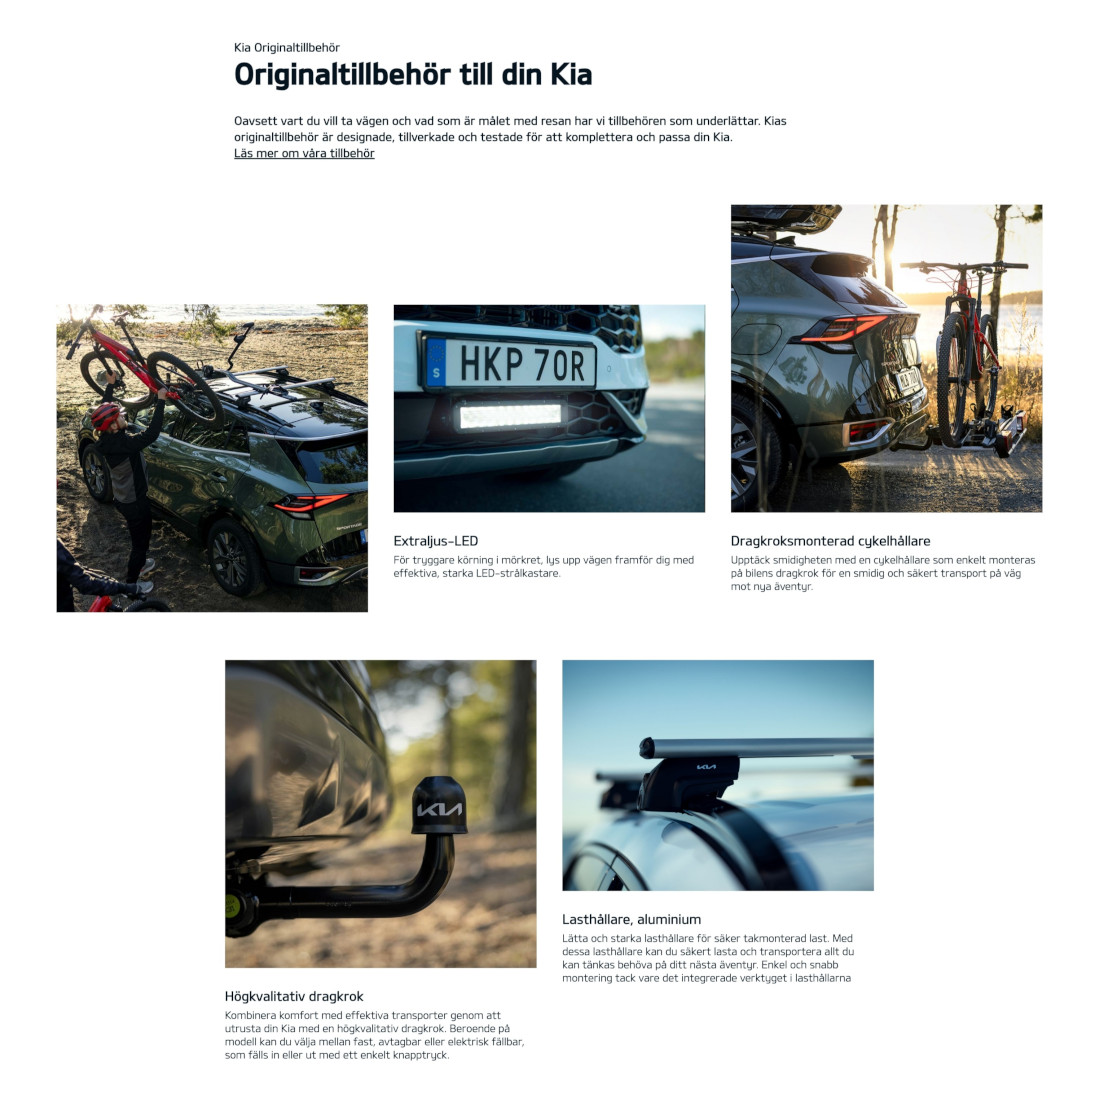 Kia Originaltillbehör
Originaltillbehör till din Kia
Oavsett vart du vill ta vägen och vad som är målet med resan har vi tillbehören som underlättar. Kias
originaltillbehör är designade, tillverkade och testade för att komplettera och passa din Kia.
Läs mer om våra tillbehör
S HKP 70R
Extraljus-LED
För tryggare körning i mörkret, lys upp vägen framför dig med
effektiva, starka LED-strålkastare.
Dragkroksmonterad cykelhållare
Upptäck smidigheten med en cykelhållare som enkelt monteras
på bilens dragkrok för en smidig och säkert transport på väg
mot nya äventyr.
KIA
KIA
Högkvalitativ dragkrok
Kombinera komfort med effektiva transporter genom att
utrusta din Kia med en högkvalitativ dragkrok. Beroende på
modell kan du välja mellan fast, avtagbar eller elektrisk fällbar,
som fälls in eller ut med ett enkelt knapptryck.
Lasthållare, aluminium
Lätta och starka lasthållare för säker takmonterad last. Med
dessa lasthållare kan du säkert lasta och transportera allt du
kan tänkas behöva på ditt nästa äventyr. Enkel och snabb
montering tack vare det integrerade verktyget i lasthållarna